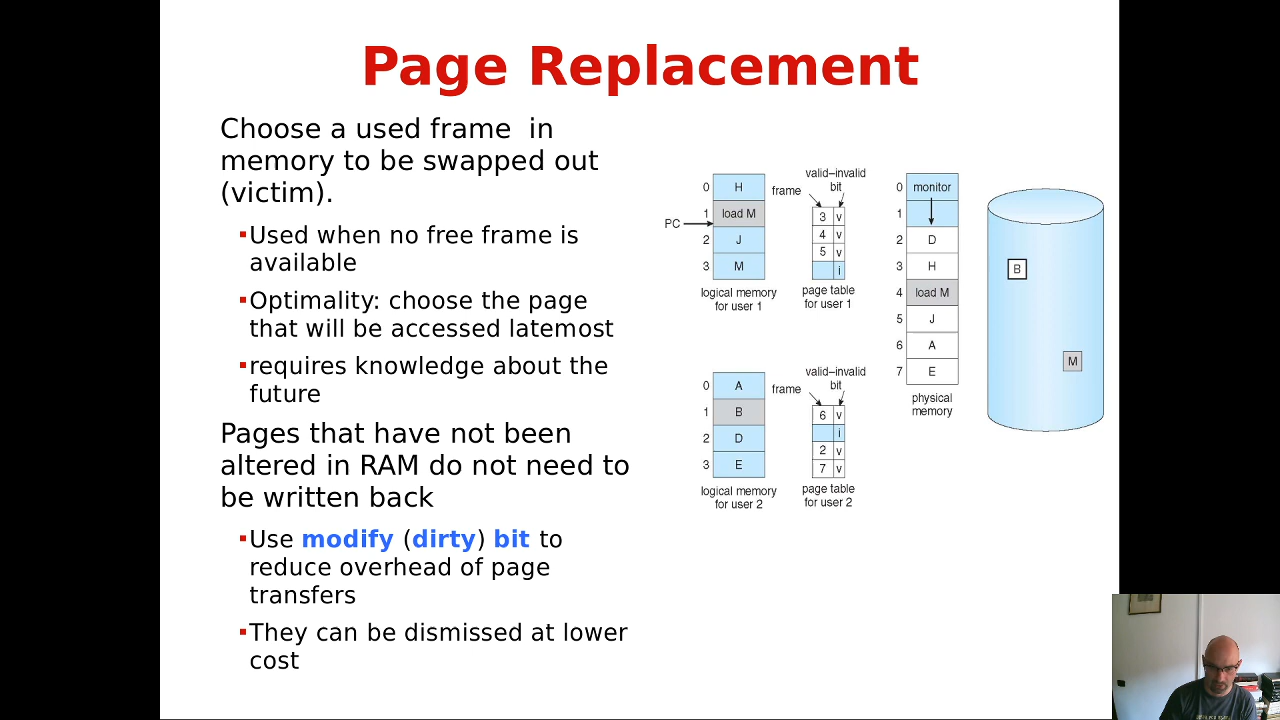 Page Replacement
Choose a used frame  in
memory to be swapped out
(victim).
▪Used when no free frame is
available
▪Optimality: choose the page
that will be accessed latemost
▪requires knowledge about the
future
Pages that have not been
altered in RAM do not need to
be written back
▪Use modify (dirty) bit to
reduce overhead of page
transfers
▪They can be dismissed at lower
cost
PC
0 H
1 load M
2 J
3 M
logical memory
for user 1
frame
valid–invalid
bit
3 v
4 v
5 v
i
page table
for user 1
0 monitor
1
2 D
3 H
4 load M
5 J
6 A
7 E
physical
memory
B
M
0 A
1 B
2 D
3 E
logical memory
for user 2
frame
valid–invalid
bit
6 v
i
2 v
7 v
page table
for user 2